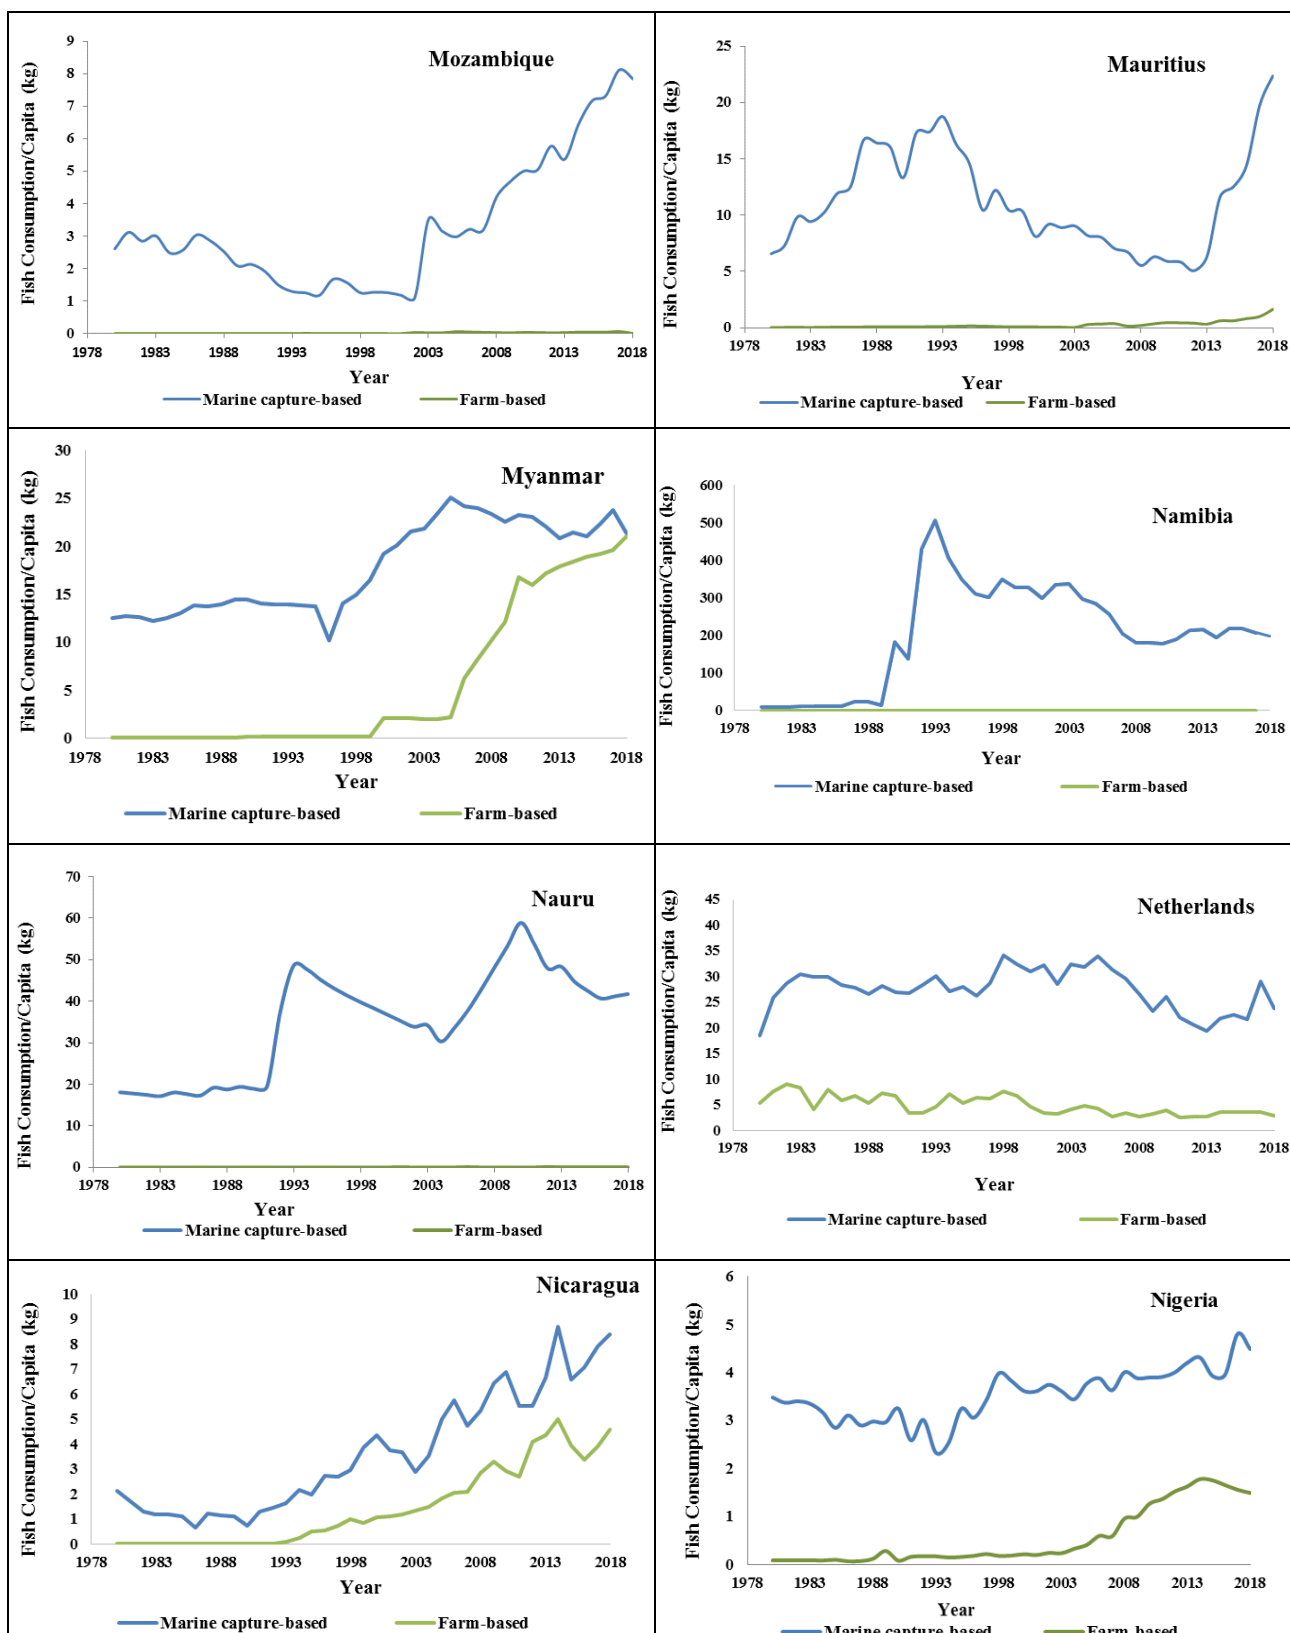 Mozambique
Fish Consumption/Capita (kg)
9
8
7
6
5
4
3
2
1
0
1978 1983 1988 1993 1998 2003 2008 2013 2018
Year
Marine capture-based Farm-based
Mauritius
Fish Consumption/Capita (kg)
25
20
15
10
5
0
1978 1983 1988 1993 1998 2003 2008 2013 2018
Year
Marine capture-based Farm-based
Myanmar
Fish Consumption/Capita (kg)
30
25
20
15
10
5
0
1978 1983 1988 1993 1998 2003 2008 2013 2018
Year
Marine capture-based Farm-based
Namibia
Fish Consumption/Capita (kg)
600
500
400
300
200
100
0
1978 1983 1988 1993 1998 2003 2008 2013 2018
Year
Marine capture-based Farm-based
Nauru
Fish Consumption/Capita (kg)
70
60
50
40
30
20
10
0
1978 1983 1988 1993 1998 2003 2008 2013 2018
Year
Marine capture-based Farm-based
Netherlands
Fish Consumption/Capita (kg)
45
40
35
30
25
20
15
10
5
0
1978 1983 1988 1993 1998 2003 2008 2013 2018
Year
Marine capture-based Farm-based
Nicaragua
Fish Consumption/Capita (kg)
10
9
8
7
6
5
4
3
2
1
0
1978 1983 1988 1993 1998 2003 2008 2013 2018
Year
Marine capture-based Farm-based
Nigeria
Fish Consumption/Capita (kg)
6
5
4
3
2
1
0
1978 1983 1988 1993 1998 2003 2008 2013 2018
Year
Marine capture-based Farm-based